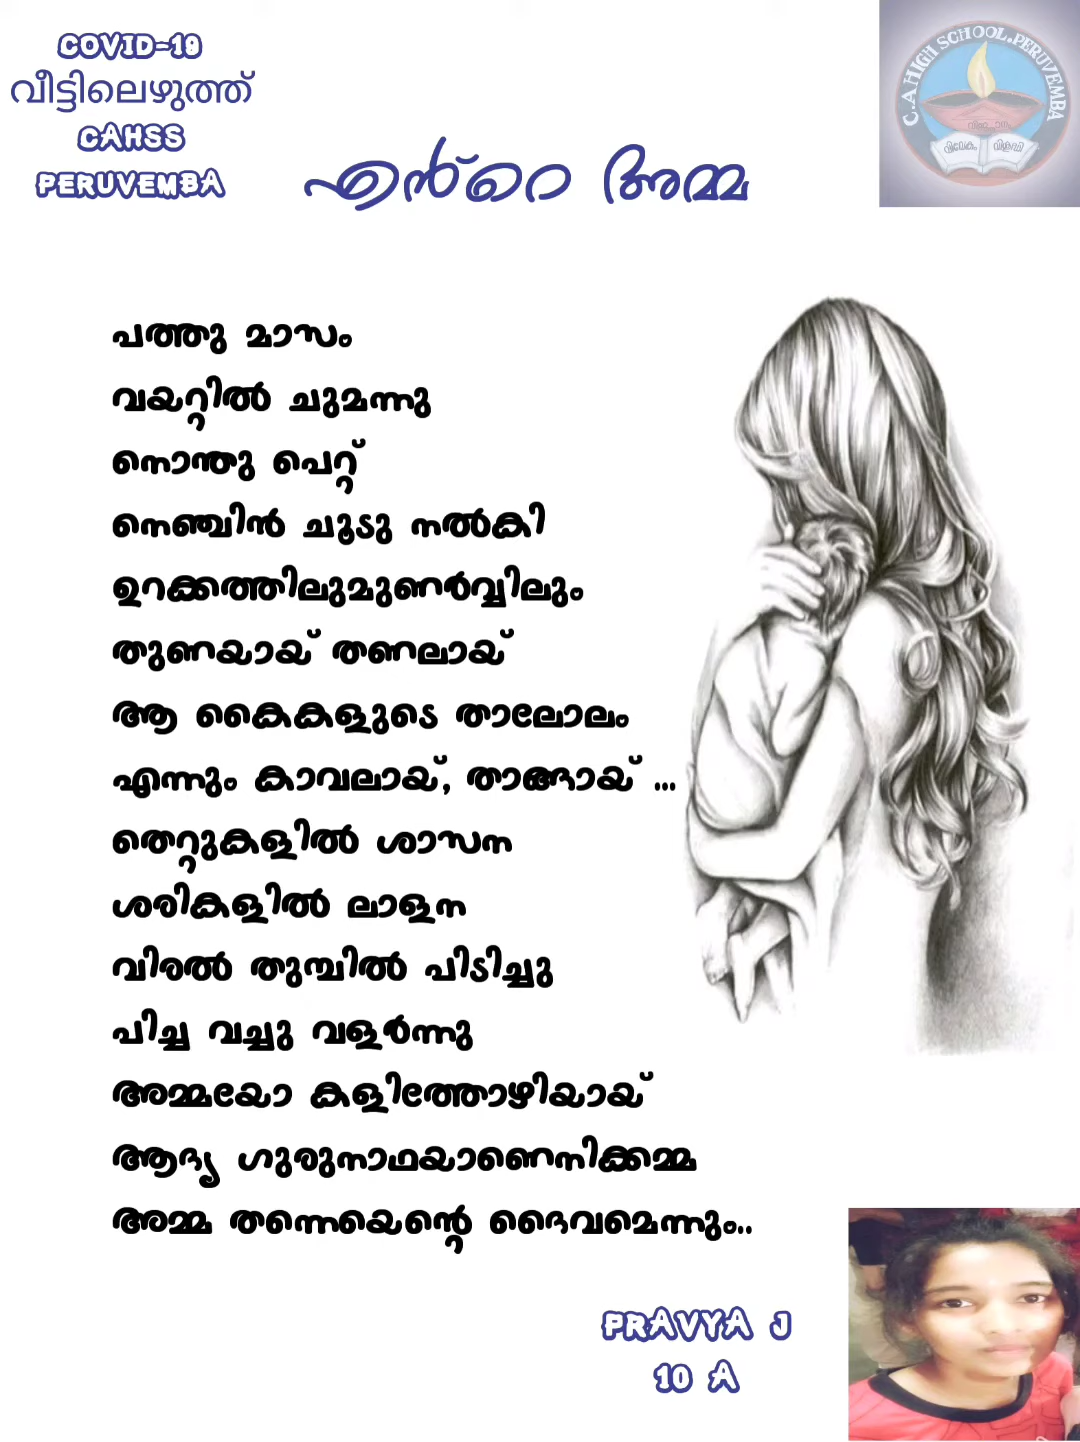 COVID-19
വീട്ടിലെഴുത്ത്
CAHSS
PERUVEMBA
C.A HIGH SCHOOL.PERUVEMBA
എൻ്റെ അമ്മ
പത്തു മാസം
വയറ്റിൽ ചുമന്നു
നൊന്തു പെറ്റ്
നെഞ്ചിൻ ചൂടു നൽകി
ഉറക്കത്തിലുമുണർവ്വിലും
തുണയായ് തണലായ്
ആ കൈകളുടെ താലോലം
എന്നും കാവലായ്, താങ്ങായ് ...
തെറ്റുകളിൽ ശാസന
ശരികളിൽ ലാളന
വിരൽ തുമ്പിൽ പിടിച്ചു
പിച്ച വച്ചു വളർന്നു
അമ്മയോ കളിത്തോഴിയായ്
ആദ്യ ഗുരുനാഥയാണെനിക്കമ്മ
അമ്മ തന്നെയെന്റെ ദൈവമെന്നും..
PRAVYA J
10 A